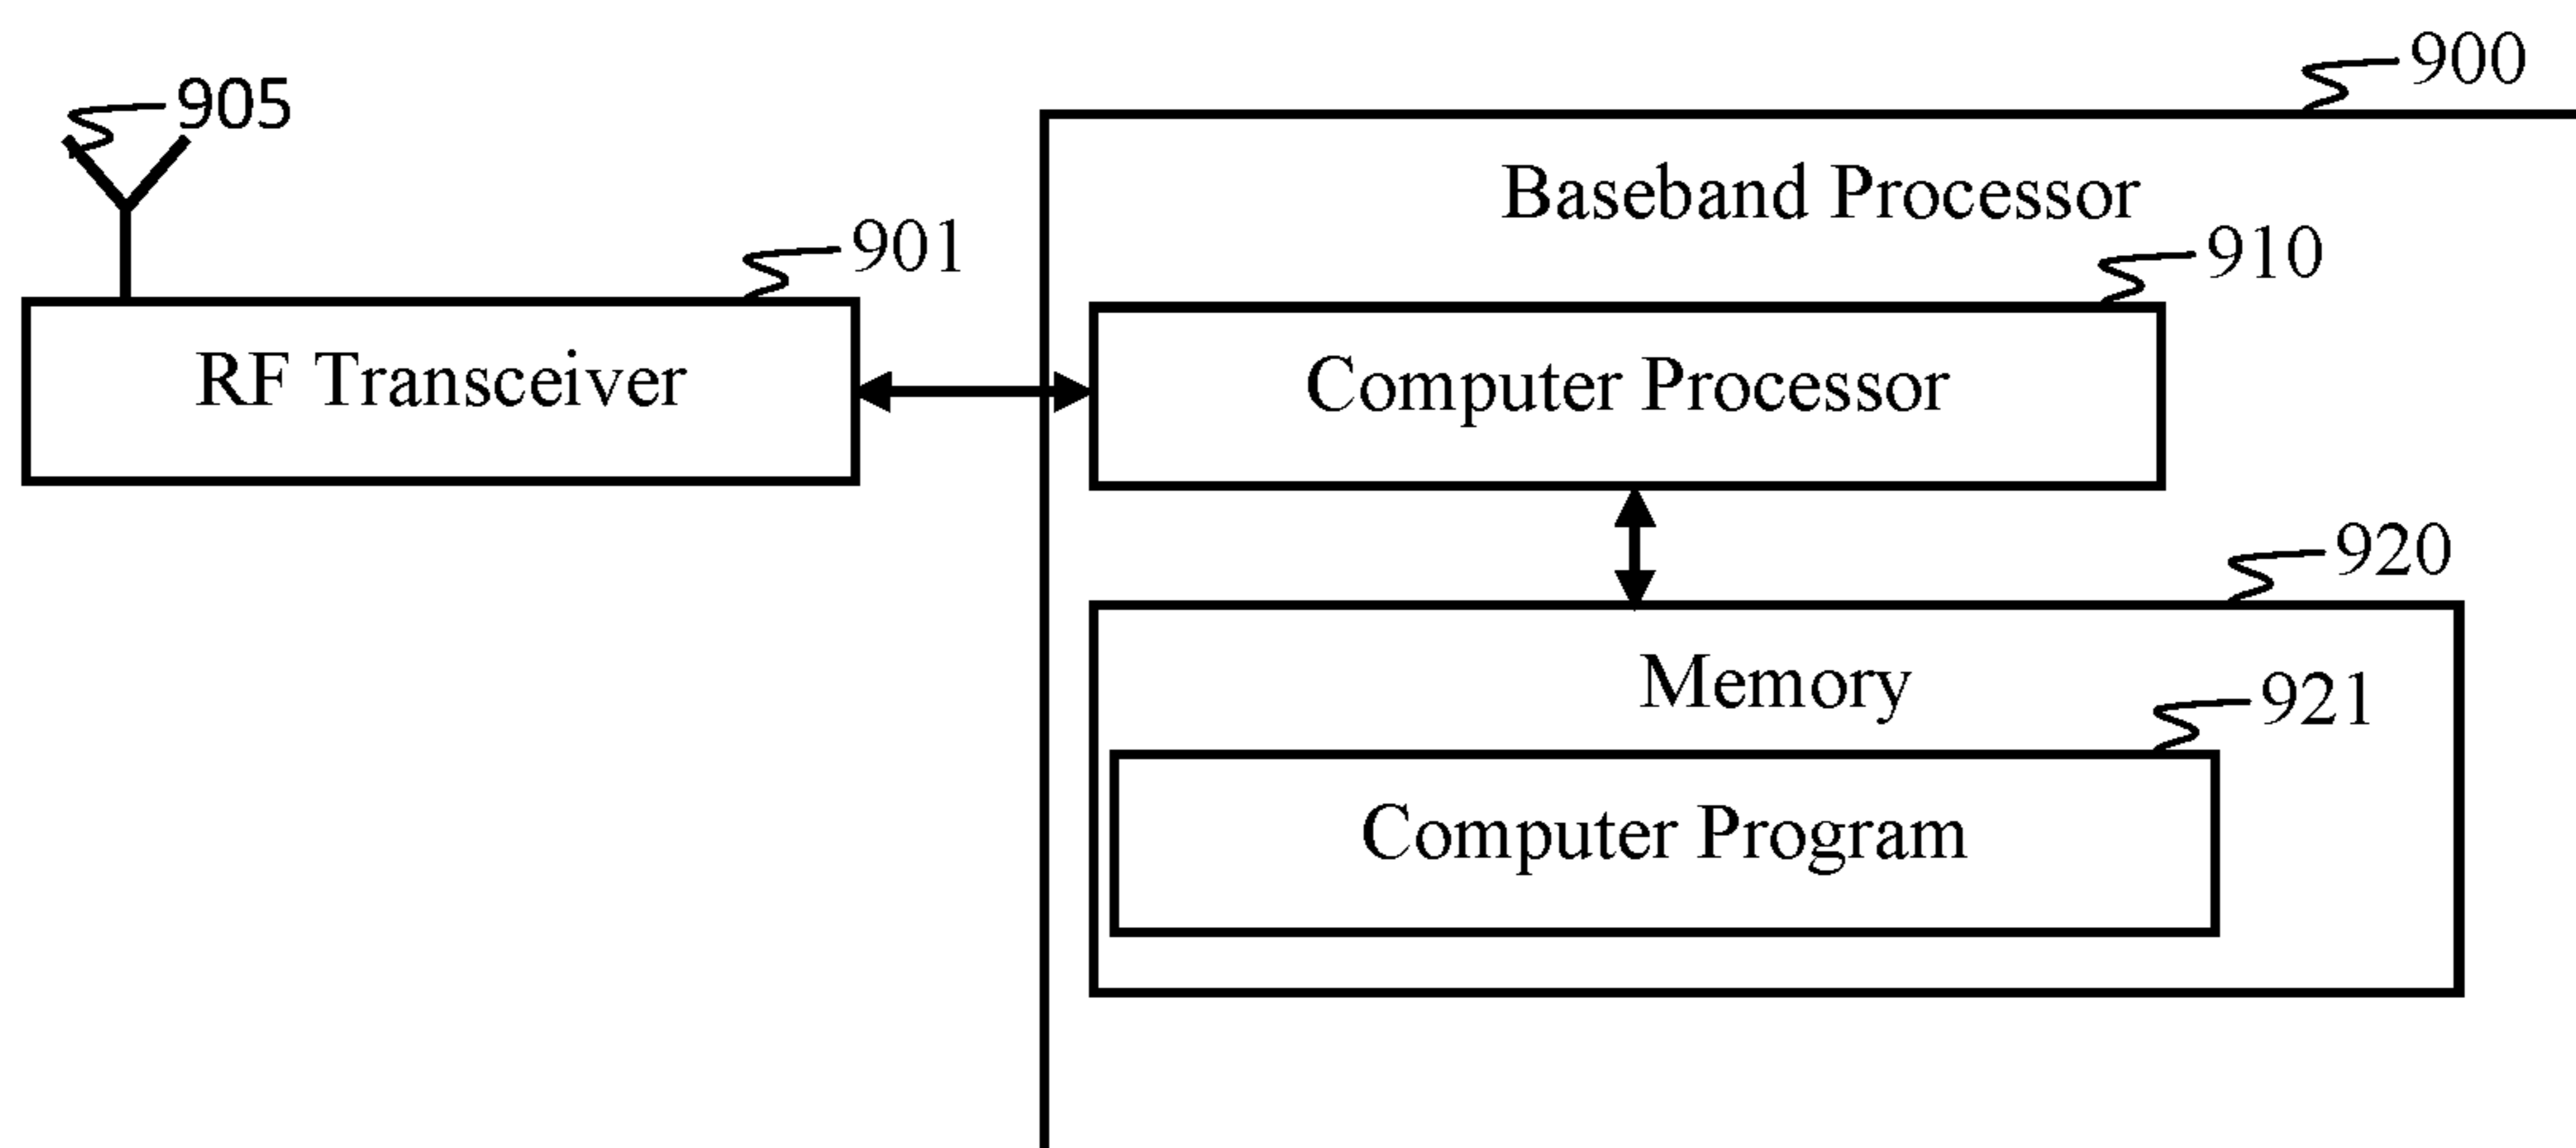 900
905
Baseband Processor
901
910
RF Transceiver
Computer Processor
920
Memory
921
Computer Program